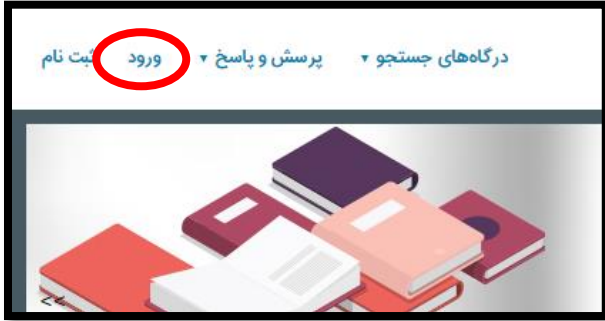 درگاه‌های جستجو ▾ پرسش و پاسخ ▾ ورود ثبت نام
>>